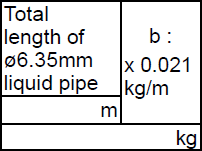 Total
length of
ø6.35mm
liquid pipe
b :
x 0.021
kg/m
m
kg